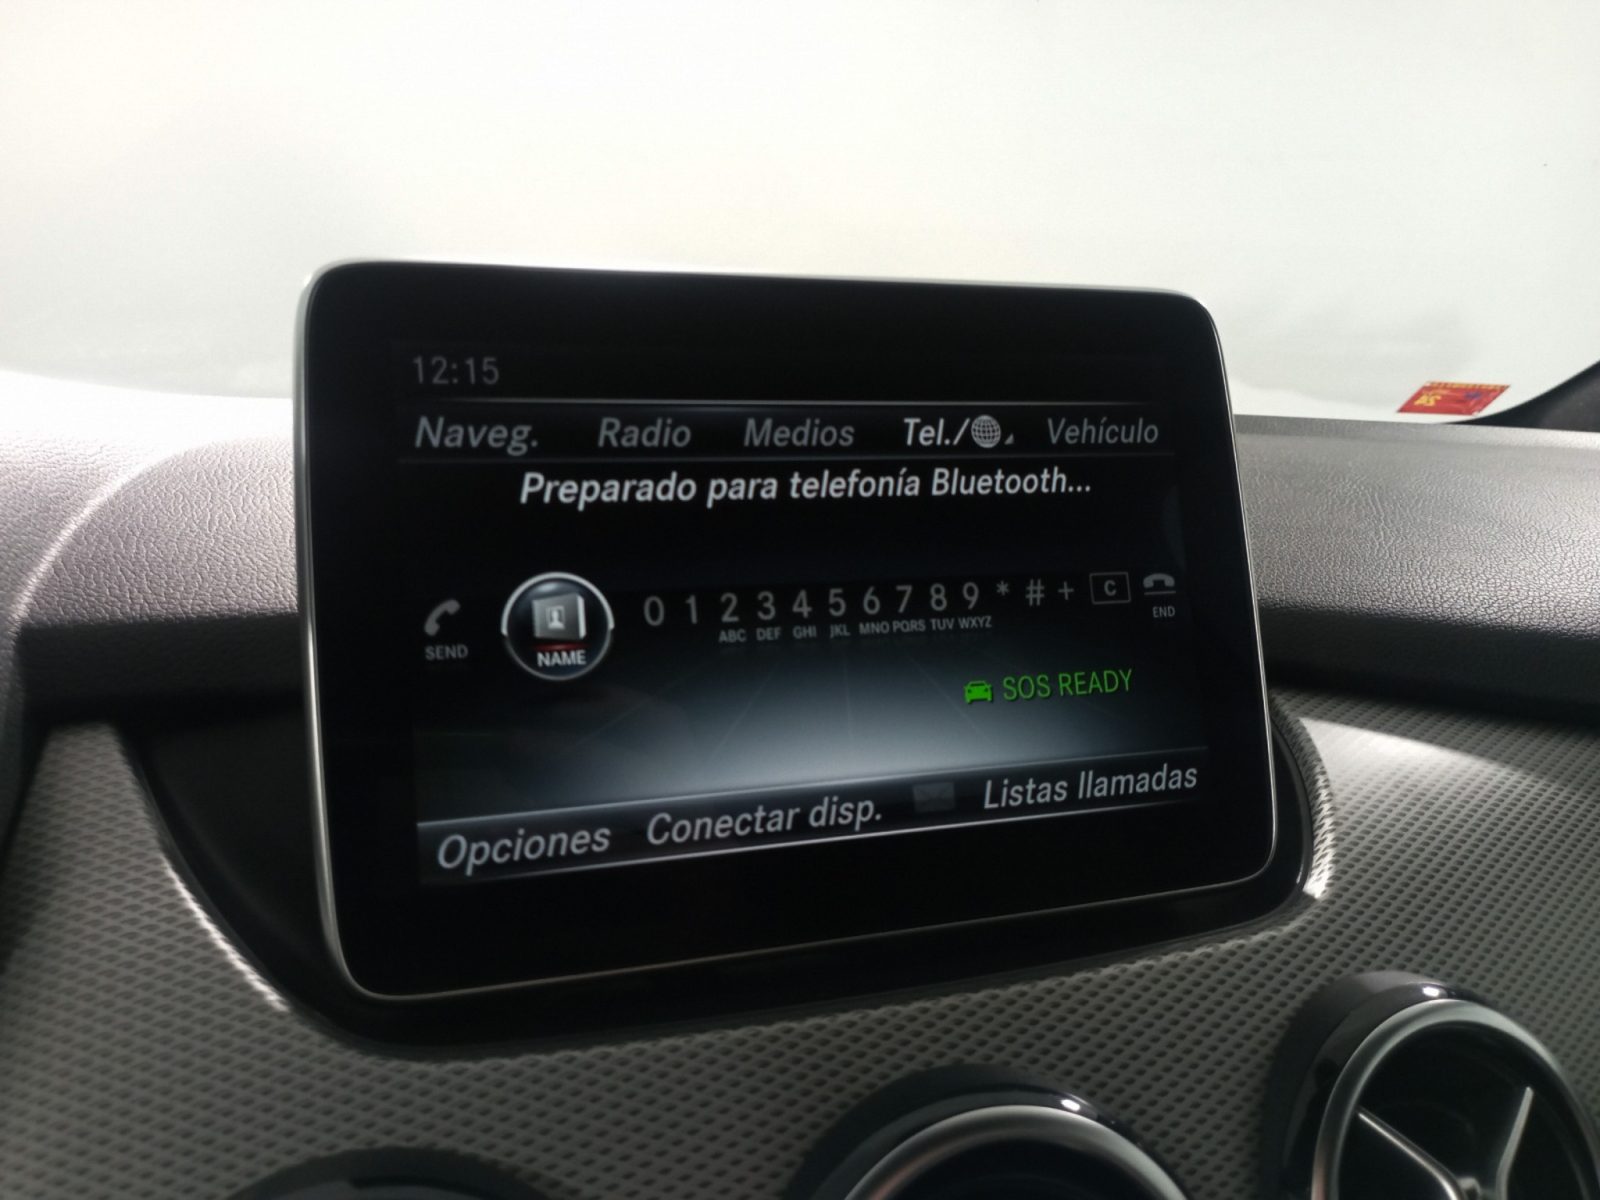 12:15
Naveg. Radio Medios Tel./ Vehículo
Preparado para telefonía Bluetooth...
0 1 2 3 4 5 6 7 8 9 * # + C
ABC DEF GHI JKL MNO PQRS TUV WXYZ
SEND NAME END
SOS READY
Opciones Conectar disp. Listas llamadas